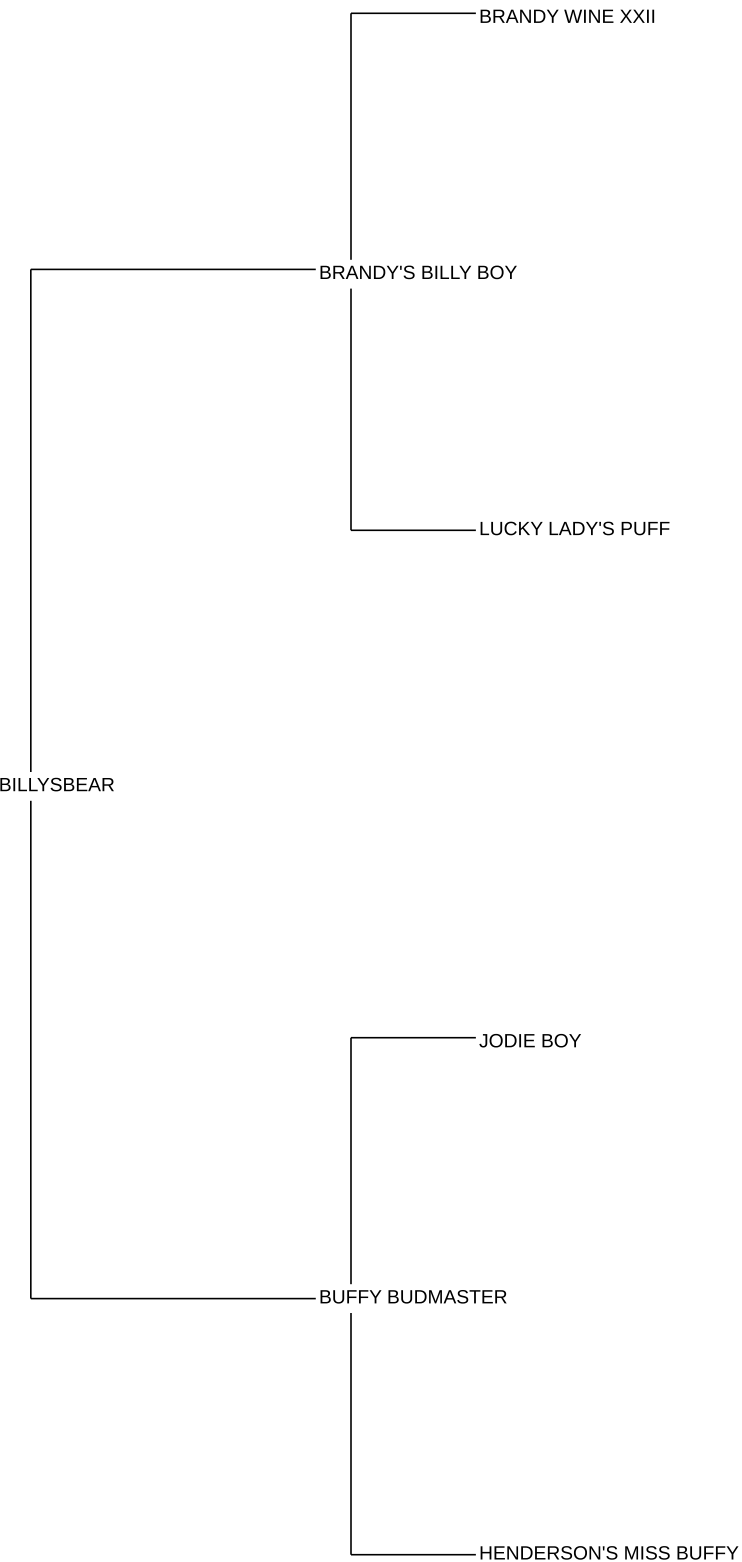 BRANDY WINE XXII
BRANDY'S BILLY BOY
LUCKY LADY'S PUFF
BILLYSBEAR
JODIE BOY
BUFFY BUDMASTER
HENDERSON'S MISS BUFFY